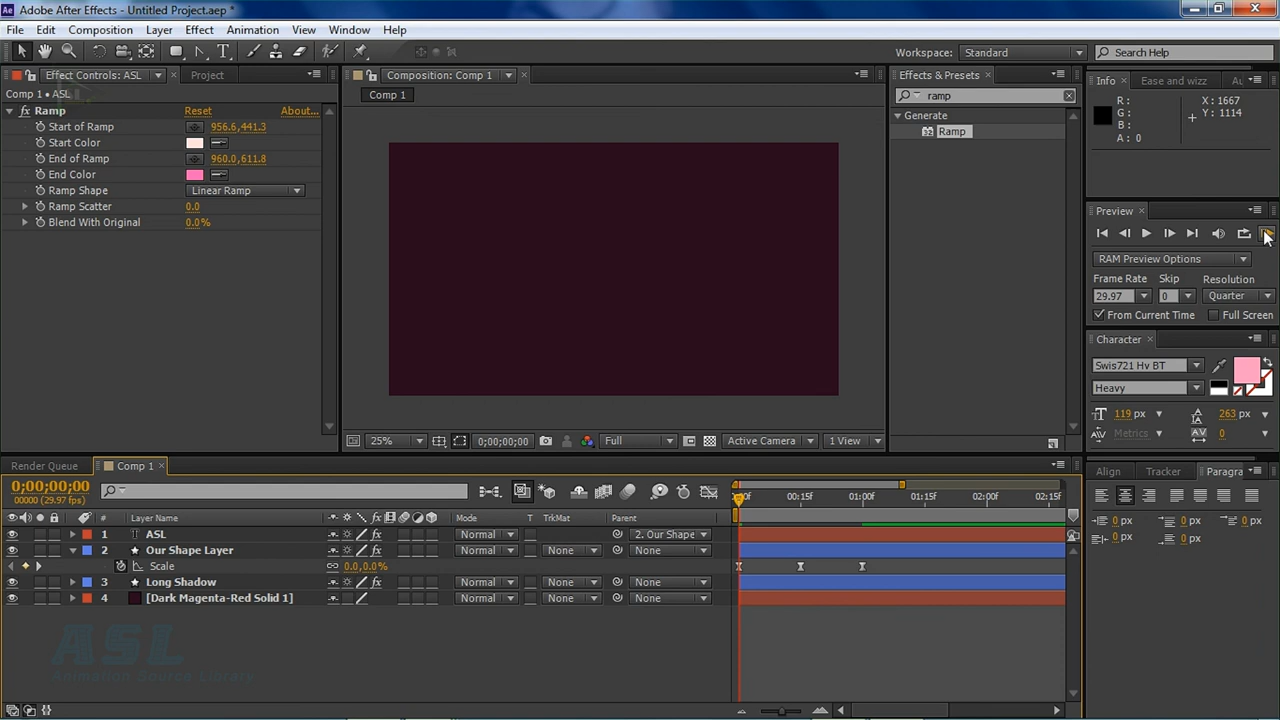 Adobe After Effects - Untitled Project.aep *
File Edit Composition Layer Effect Animation View Window Help
Workspace: Standard Search Help
Effect Controls: ASL Project
Comp 1 • ASL
Ramp Reset About...
Start of Ramp 956.6,441.3
Start Color
End of Ramp 960.0,611.8
End Color
Ramp Shape Linear Ramp
Ramp Scatter 0.0
Blend With Original 0.0%
Composition: Comp 1
Comp 1
25% 0;00;00;00 Full Active Camera 1 View
Effects & Presets
ramp
Generate
Ramp
Info Ease and wizz Au
R: X: 1667
G: Y: 1114
B:
A: 0
Preview
RAM Preview Options
Frame Rate Skip Resolution
29.97 0 Quarter
From Current Time Full Screen
Character
Swis721 Hv BT
Heavy
119 px 263 px
Metrics 0
Render Queue Comp 1
0;00;00;00
00000 (29.97 fps)
# Layer Name Mode T TrkMat Parent
1 ASL Normal 2. Our Shape
2 Our Shape Layer Normal None None
Scale 0.0,0.0%
3 Long Shadow Normal None None
4 [Dark Magenta-Red Solid 1] Normal None None
00:15f 01:00f 01:15f 02:00f 02:15f
Align Tracker Paragra
0 px 0 px 0 px
0 px 0 px
ASL
Animation Source Library